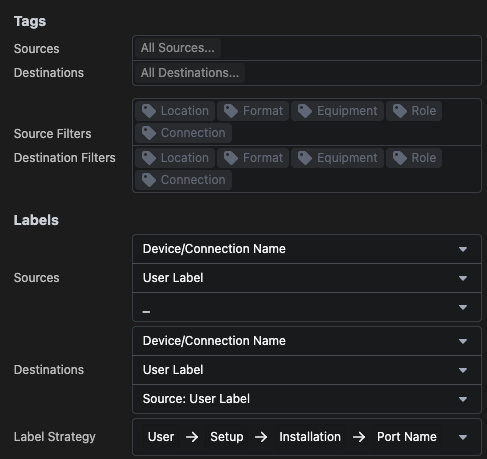 Tags
Sources All Sources...
Destinations All Destinations...
Location Format Equipment Role
Source Filters Connection
Destination Filters Location Format Equipment Role
Connection
Labels
Device/Connection Name
Sources User Label
_
Device/Connection Name
Destinations User Label
Source: User Label
Label Strategy User → Setup → Installation → Port Name